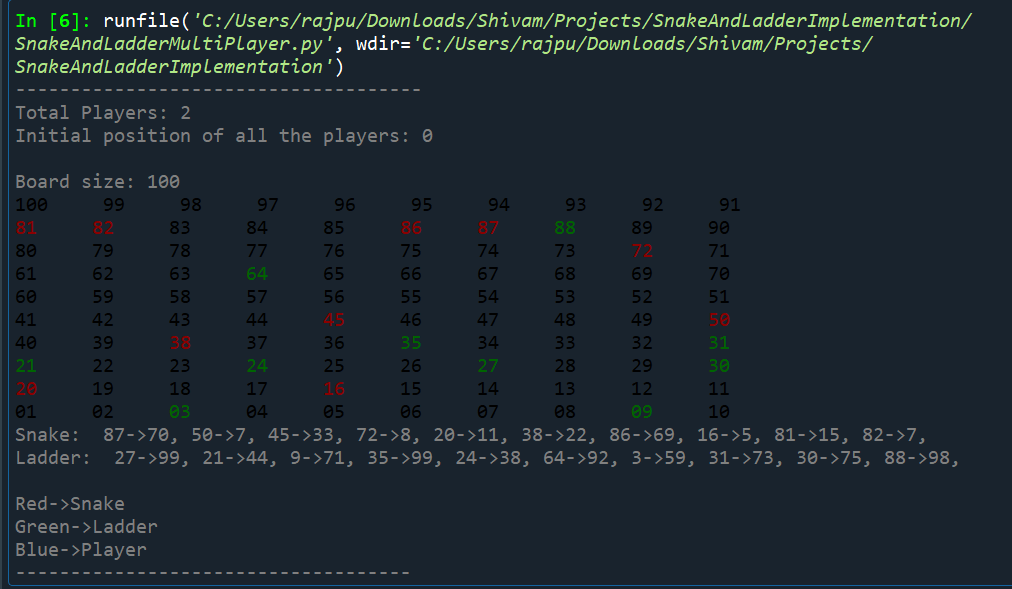 In [6]: runfile('C:/Users/rajpu/Downloads/Shivam/Projects/SnakeAndLadderImplementation/
SnakeAndLadderMultiPlayer.py', wdir='C:/Users/rajpu/Downloads/Shivam/Projects/
SnakeAndLadderImplementation')
-------------------------------------
Total Players: 2
Initial position of all the players: 0
Board size: 100
100 99 98 97 96 95 94 93 92 91
81 82 83 84 85 86 87 88 89 90
80 79 78 77 76 75 74 73 72 71
61 62 63 64 65 66 67 68 69 70
60 59 58 57 56 55 54 53 52 51
41 42 43 44 45 46 47 48 49 50
40 39 38 37 36 35 34 33 32 31
21 22 23 24 25 26 27 28 29 30
20 19 18 17 16 15 14 13 12 11
01 02 03 04 05 06 07 08 09 10
Snake:  87->70, 50->7, 45->33, 72->8, 20->11, 38->22, 86->69, 16->5, 81->15, 82->7,
Ladder:  27->99, 21->44, 9->71, 35->99, 24->38, 64->92, 3->59, 31->73, 30->75, 88->98,
Red->Snake
Green->Ladder
Blue->Player
------------------------------------